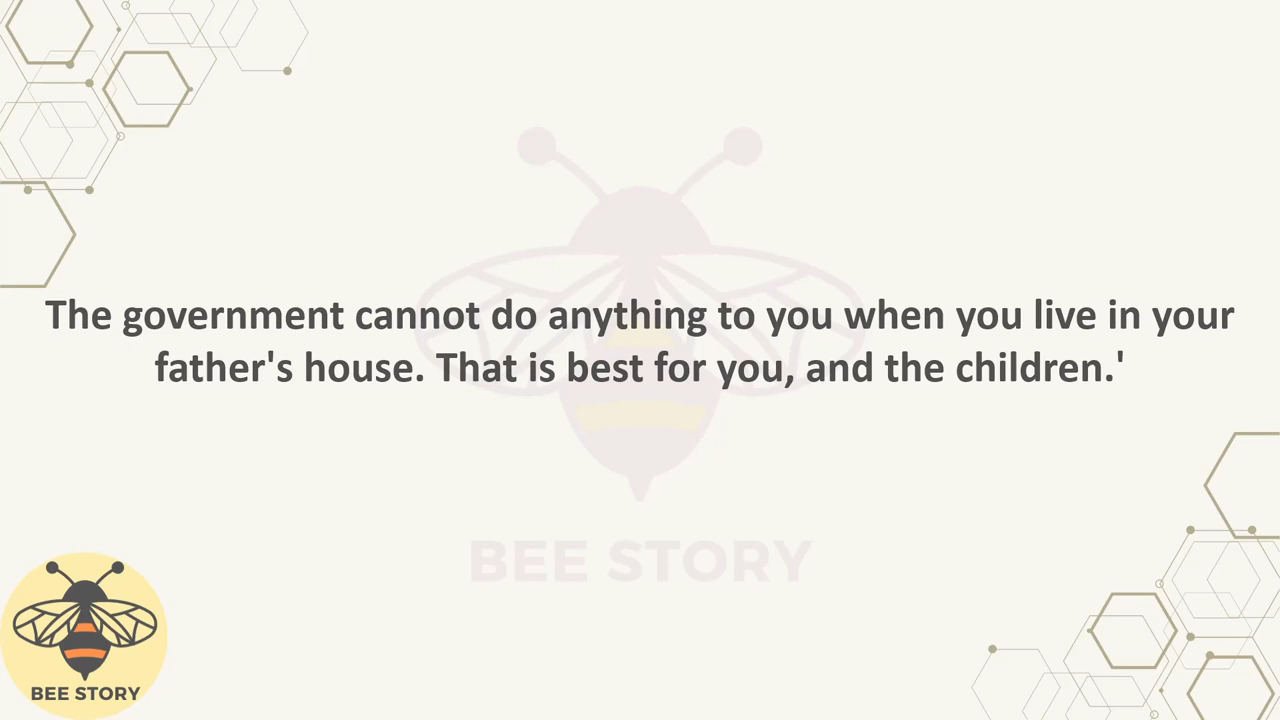 The government cannot do anything to you when you live in your
father's house. That is best for you, and the children.'
BEE STORY
BEE STORY